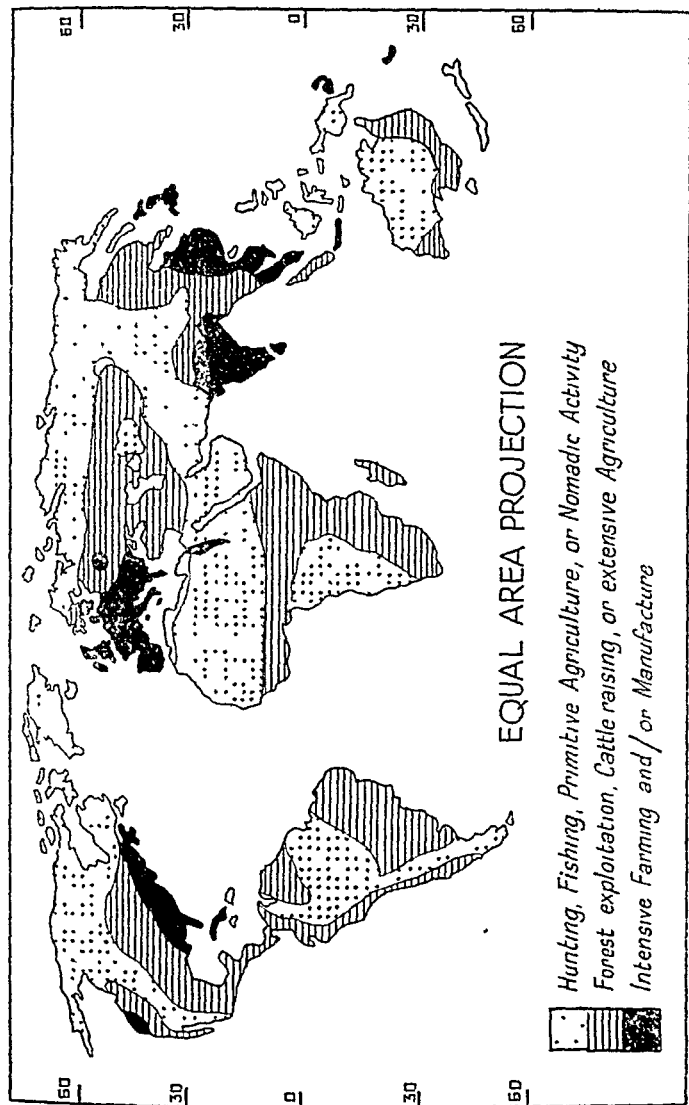 60
30
0
30
60
60
30
0
30
60
EQUAL AREA PROJECTION
Hunting, Fishing, Primitive Agriculture, or Nomadic Activity
Forest exploitation, Cattle raising, or extensive Agriculture
Intensive Farming and/or Manufacture